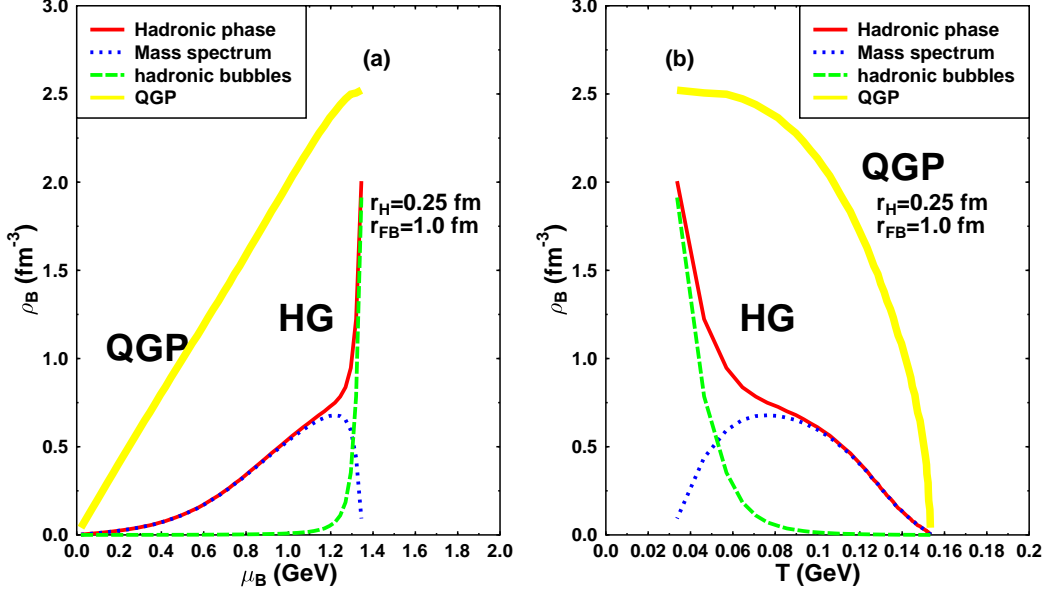 Hadronic phase
Mass spectrum
hadronic bubbles
QGP
(a)
r_H=0.25 fm
r_FB=1.0 fm
HG
QGP
3.0
2.5
2.0
1.5
1.0
0.5
0.0
ρ_B (fm^-3)
0.0 0.2 0.4 0.6 0.8 1.0 1.2 1.4 1.6 1.8 2.0
μ_B (GeV)
(b)
Hadronic phase
Mass spectrum
hadronic bubbles
QGP
QGP
r_H=0.25 fm
r_FB=1.0 fm
HG
3.0
2.5
2.0
1.5
1.0
0.5
0.0
ρ_B (fm^-3)
0.0 0.02 0.04 0.06 0.08 0.1 0.12 0.14 0.16 0.18 0.2
T (GeV)